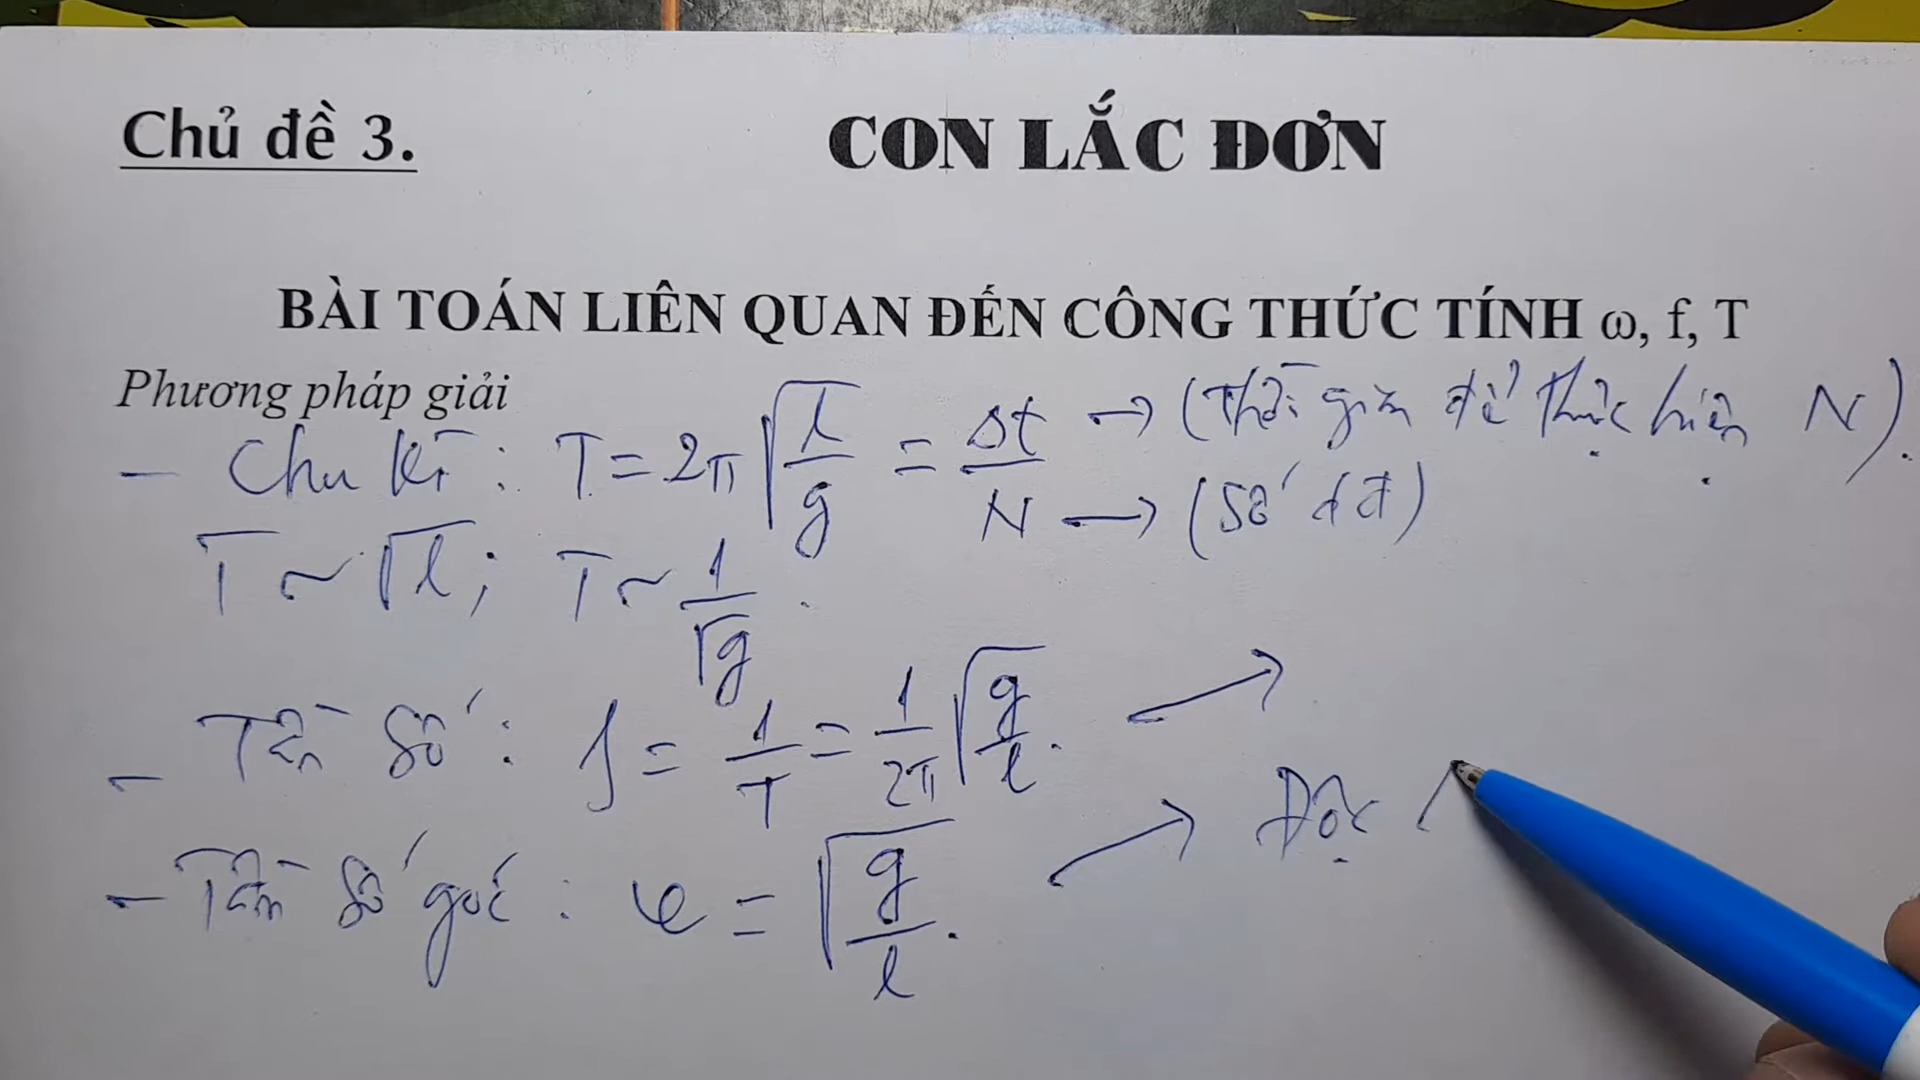 Chủ đề 3. CON LẮC ĐƠN
BÀI TOÁN LIÊN QUAN ĐẾN CÔNG THỨC TÍNH ω, f, T
Phương pháp giải
- Chu kì : T = 2π√(l/g) = Δt/N → (Thời gian để thực hiện N).
→ (Số dđ)
T ~ √l ; T ~ 1/√g .
- Tần số : f = 1/T = 1/2π √(g/l) .
- Tần số góc : ω = √(g/l) . → Độc